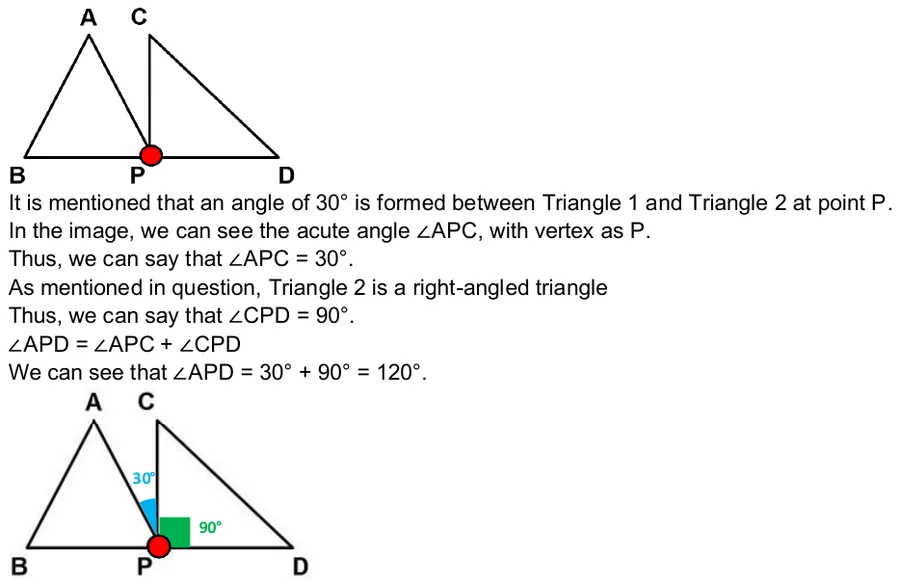 A C
B P D
It is mentioned that an angle of 30° is formed between Triangle 1 and Triangle 2 at point P.
In the image, we can see the acute angle ∠APC, with vertex as P.
Thus, we can say that ∠APC = 30°.
As mentioned in question, Triangle 2 is a right-angled triangle
Thus, we can say that ∠CPD = 90°.
∠APD = ∠APC + ∠CPD
We can see that ∠APD = 30° + 90° = 120°.
A C
30°
90°
B P D